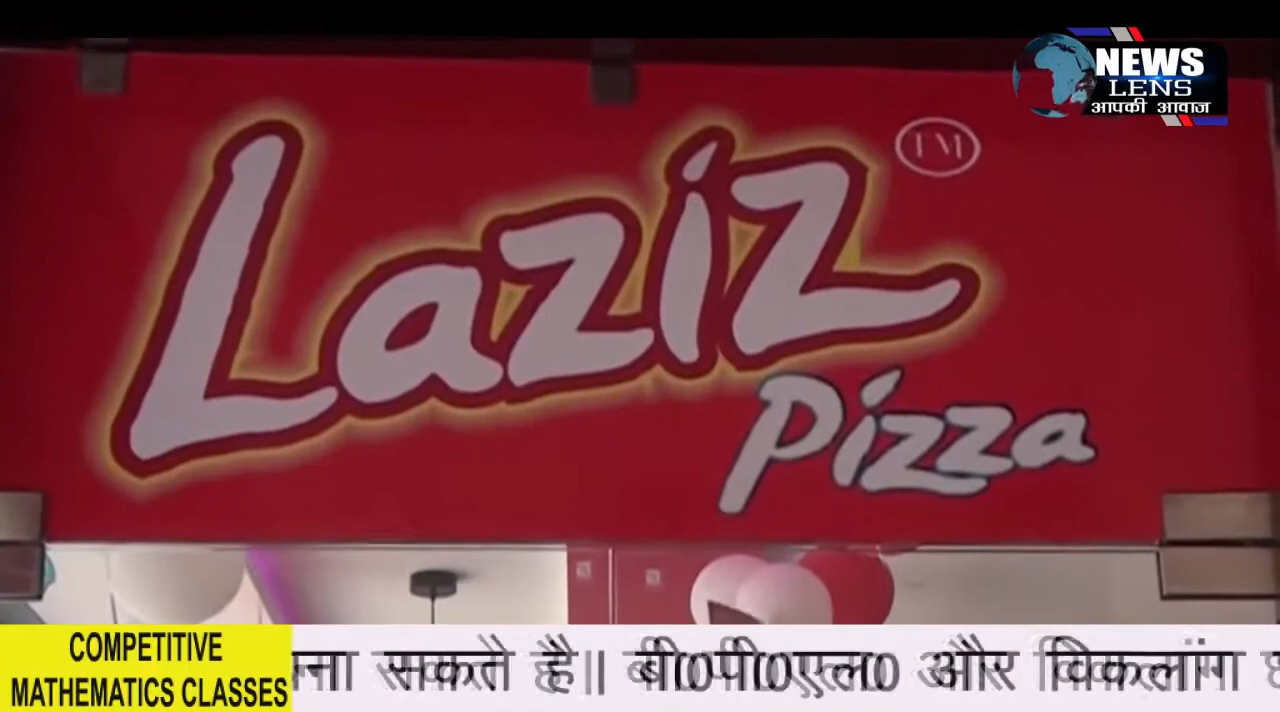 NEWS
LENS
आपकी आवाज
TM
Laziz
Pizza
COMPETITIVE
MATHEMATICS CLASSES
सकते है॥ बी0पी0एल0 और विकलांग